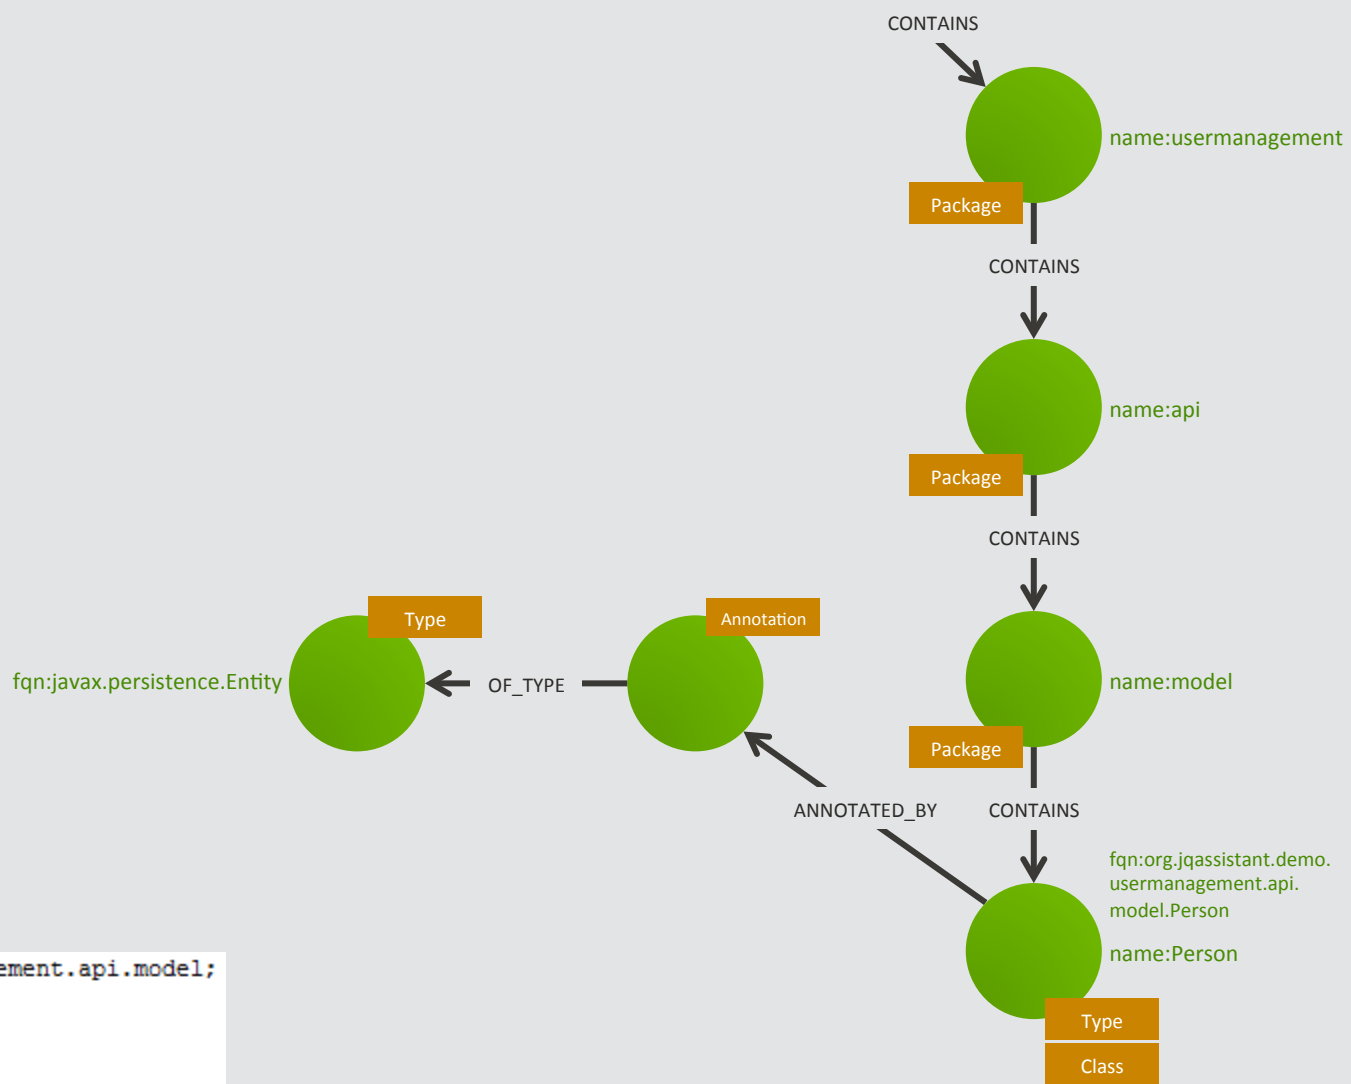 CONTAINS
name:usermanagement
Package
CONTAINS
name:api
Package
CONTAINS
Type
Annotation
fqn:javax.persistence.Entity
OF_TYPE
name:model
Package
ANNOTATED_BY
CONTAINS
fqn:org.jqassistant.demo.
usermanagement.api.
model.Person
name:Person
ement.api.model;
Type
Class